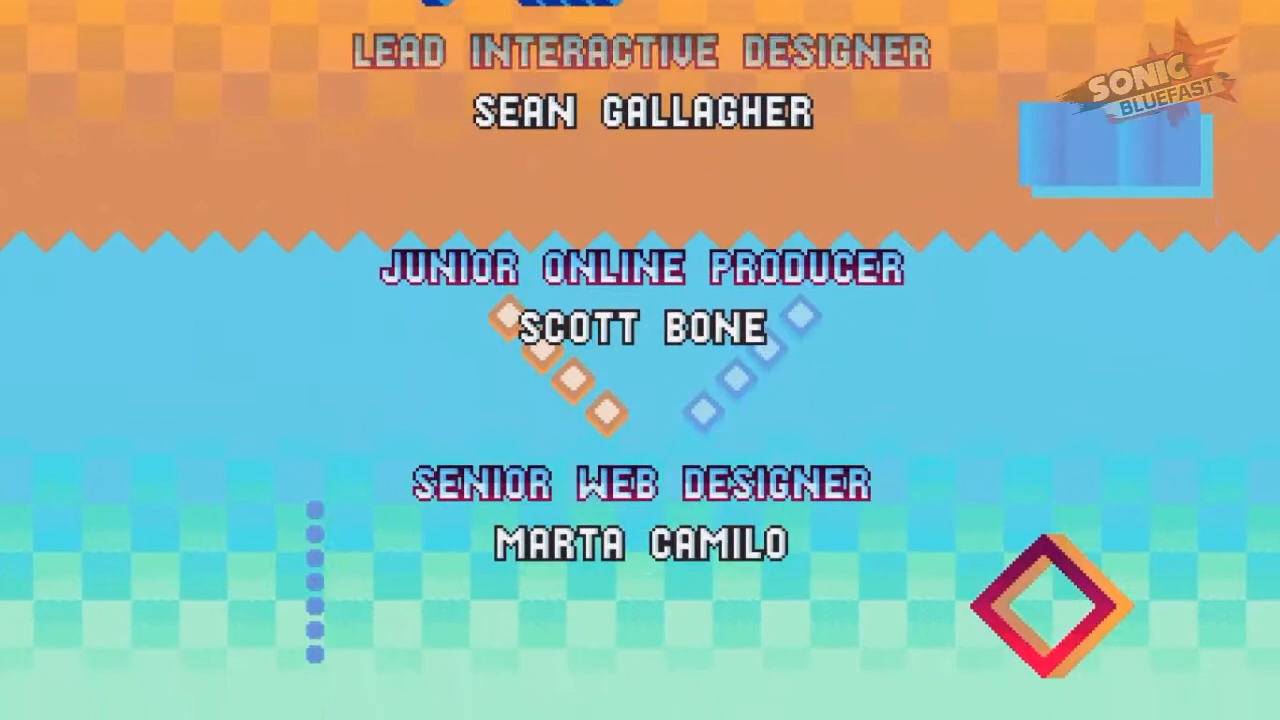 LEAD INTERACTIVE DESIGNER
SEAN GALLAGHER
SONIC
BLUEFAST
JUNIOR ONLINE PRODUCER
SCOTT BONE
SENIOR WEB DESIGNER
MARTA CAMILO